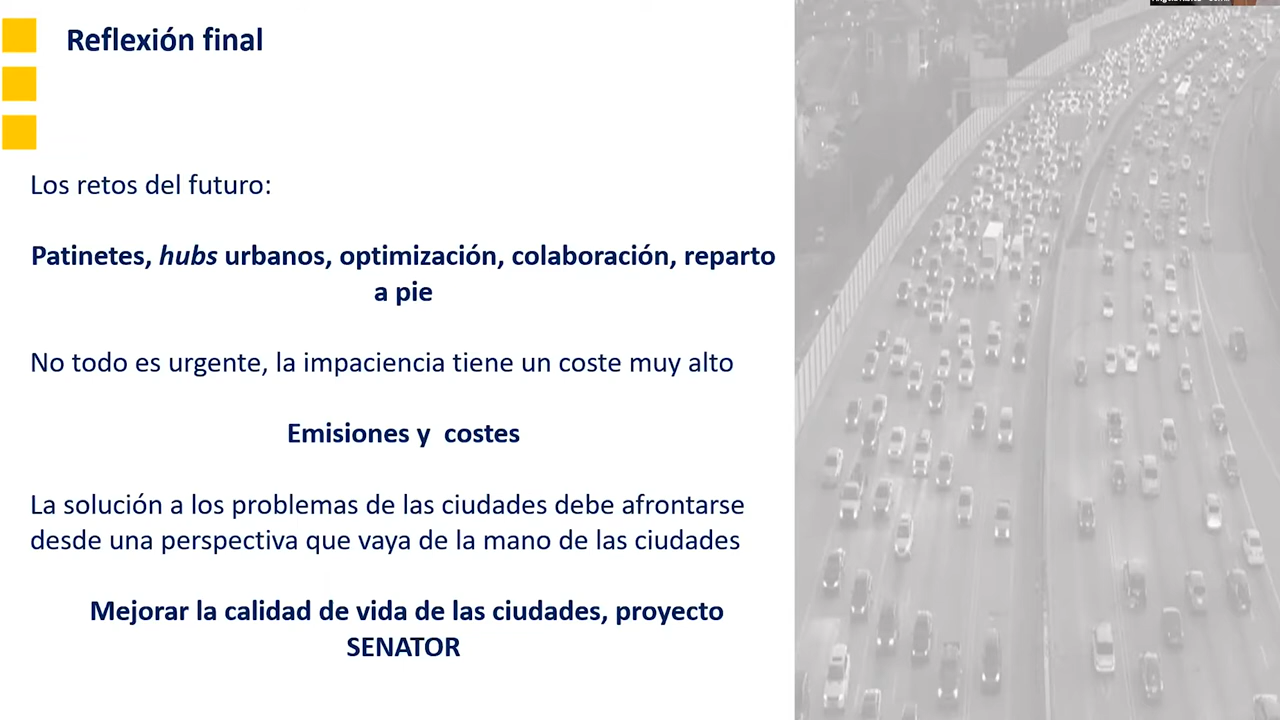 Reflexión final
Los retos del futuro:
Patinetes, hubs urbanos, optimización, colaboración, reparto
a pie
No todo es urgente, la impaciencia tiene un coste muy alto
Emisiones y costes
La solución a los problemas de las ciudades debe afrontarse
desde una perspectiva que vaya de la mano de las ciudades
Mejorar la calidad de vida de las ciudades, proyecto
SENATOR